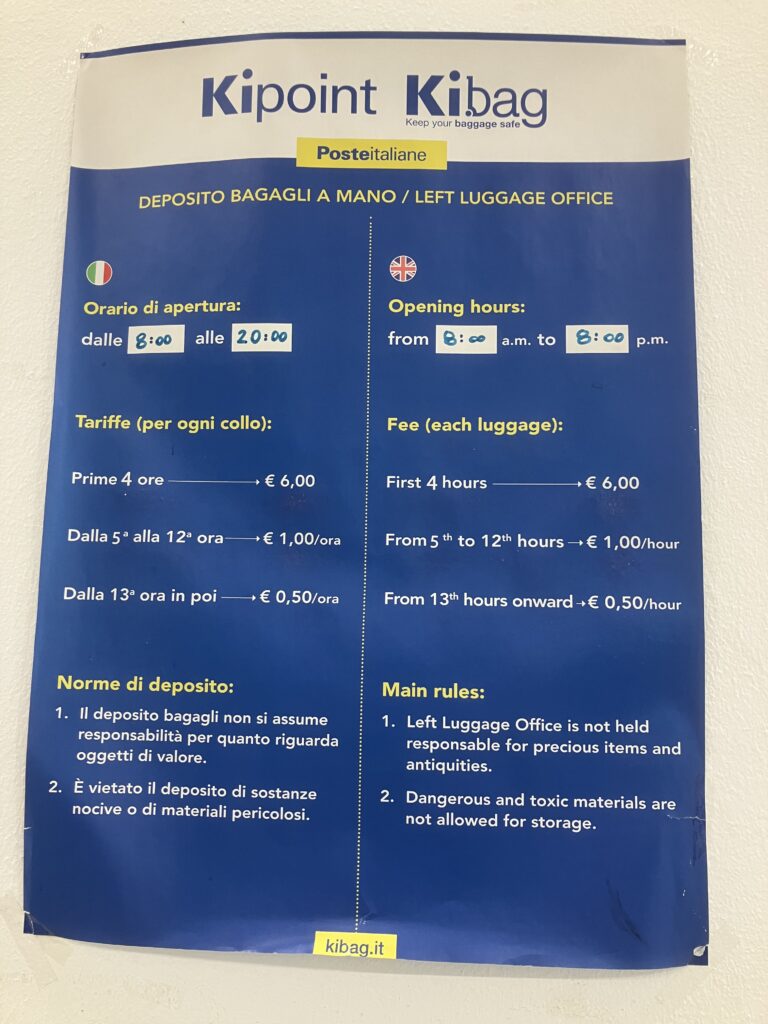 Kipoint Kibag
Keep your baggage safe
Posteitaliane
DEPOSITO BAGAGLI A MANO / LEFT LUGGAGE OFFICE
Orario di apertura:
dalle 8:00 alle 20:00
Tariffe (per ogni collo):
Prime 4 ore → € 6,00
Dalla 5ª alla 12ª ora → € 1,00/ora
Dalla 13ª ora in poi → € 0,50/ora
Norme di deposito:
1. Il deposito bagagli non si assume
responsabilità per quanto riguarda
oggetti di valore.
2. È vietato il deposito di sostanze
nocive o di materiali pericolosi.
Opening hours:
from 8:00 a.m. to 8:00 p.m.
Fee (each luggage):
First 4 hours → € 6,00
From 5th to 12th hours → € 1,00/hour
From 13th hours onward → € 0,50/hour
Main rules:
1. Left Luggage Office is not held
responsable for precious items and
antiquities.
2. Dangerous and toxic materials are
not allowed for storage.
kibag.it